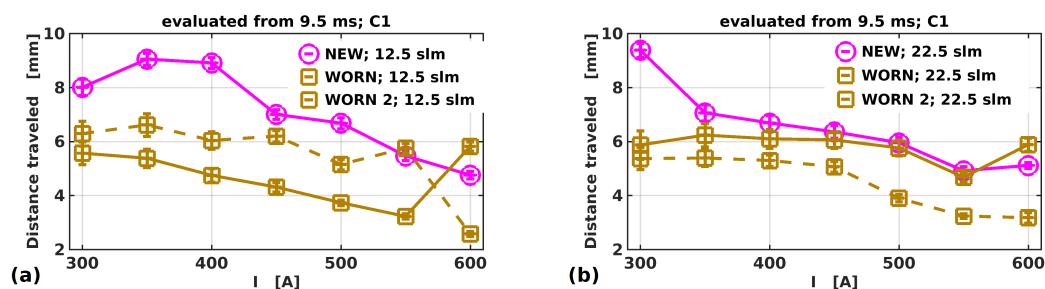 evaluated from 9.5 ms; C1
10
8
6
4
2
Distance traveled [mm]
NEW; 12.5 slm
WORN; 12.5 slm
WORN 2; 12.5 slm
300
400
500
600
I [A]
(a)
evaluated from 9.5 ms; C1
10
8
6
4
2
Distance traveled [mm]
NEW; 22.5 slm
WORN; 22.5 slm
WORN 2; 22.5 slm
300
400
500
600
I [A]
(b)